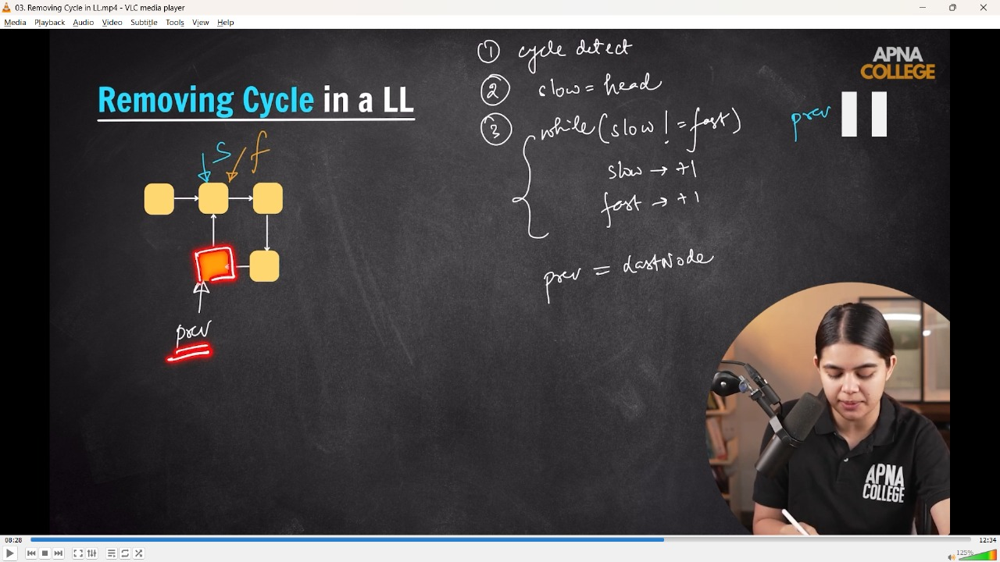 03. Removing Cycle in LL.mp4 - VLC media player
Media Playback Audio Video Subtitle Tools View Help
① cycle detect
APNA
COLLEGE
Removing Cycle in a LL
② slow = head
③ while (slow != fast)
prev
s f
slow → +1
fast → +1
prev = LastNode
prev
APNA
COLLEGE
08:28
12:34
125%